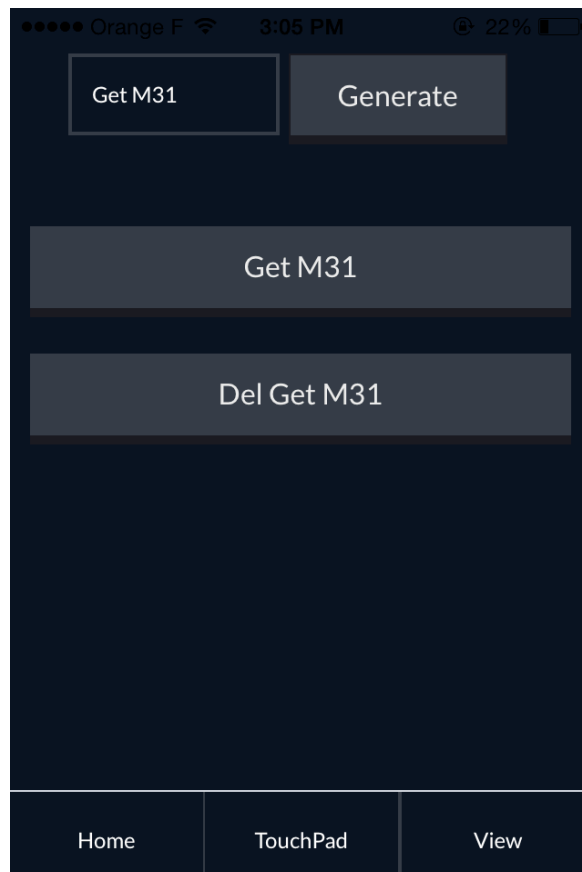 ●●●●● Orange F 3:05 PM 22%
Get M31
Generate
Get M31
Del Get M31
Home
TouchPad
View